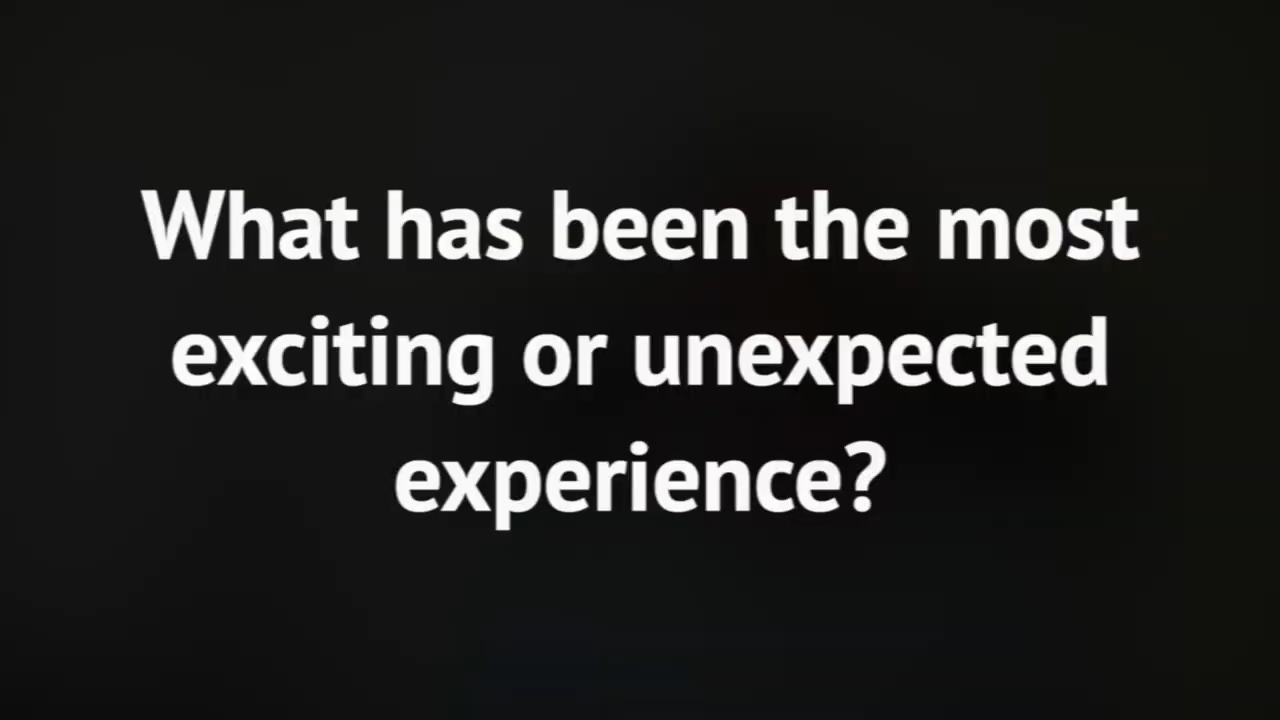 What has been the most
exciting or unexpected
experience?